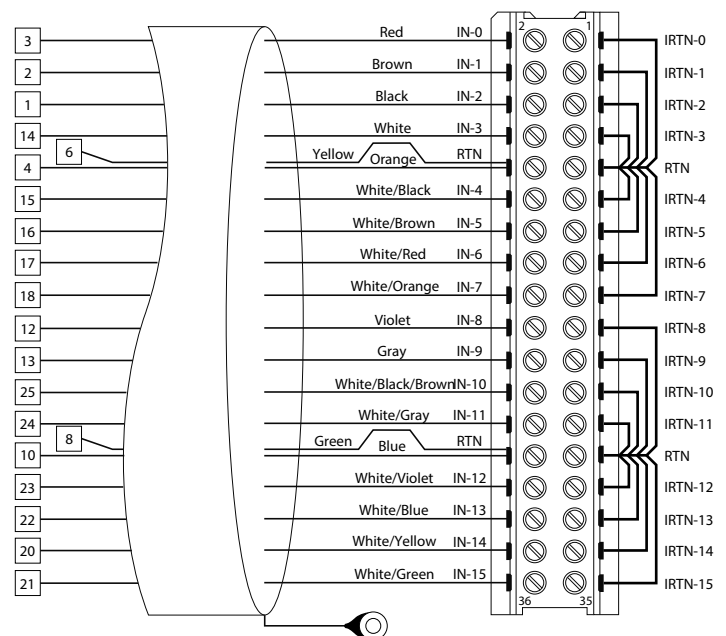 2 1
3 Red IN-0 IRTN-0
2 Brown IN-1 IRTN-1
1 Black IN-2 IRTN-2
14 White IN-3 IRTN-3
6 Yellow Orange RTN
4 RTN
15 White/Black IN-4 IRTN-4
16 White/Brown IN-5 IRTN-5
17 White/Red IN-6 IRTN-6
18 White/Orange IN-7 IRTN-7
12 Violet IN-8 IRTN-8
13 Gray IN-9 IRTN-9
25 White/Black/Brown IN-10 IRTN-10
24 White/Gray IN-11 IRTN-11
8 Green Blue RTN
10 RTN
23 White/Violet IN-12 IRTN-12
22 White/Blue IN-13 IRTN-13
20 White/Yellow IN-14 IRTN-14
21 White/Green IN-15 IRTN-15
36 35